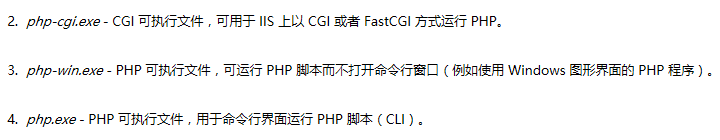 2. php-cgi.exe - CGI 可执行文件，可用于 IIS 上以 CGI 或者 FastCGI 方式运行 PHP。
3. php-win.exe - PHP 可执行文件，可运行 PHP 脚本而不打开命令行窗口（例如使用 Windows 图形界面的 PHP 程序）。
4. php.exe - PHP 可执行文件，用于命令行界面运行 PHP 脚本（CLI）。